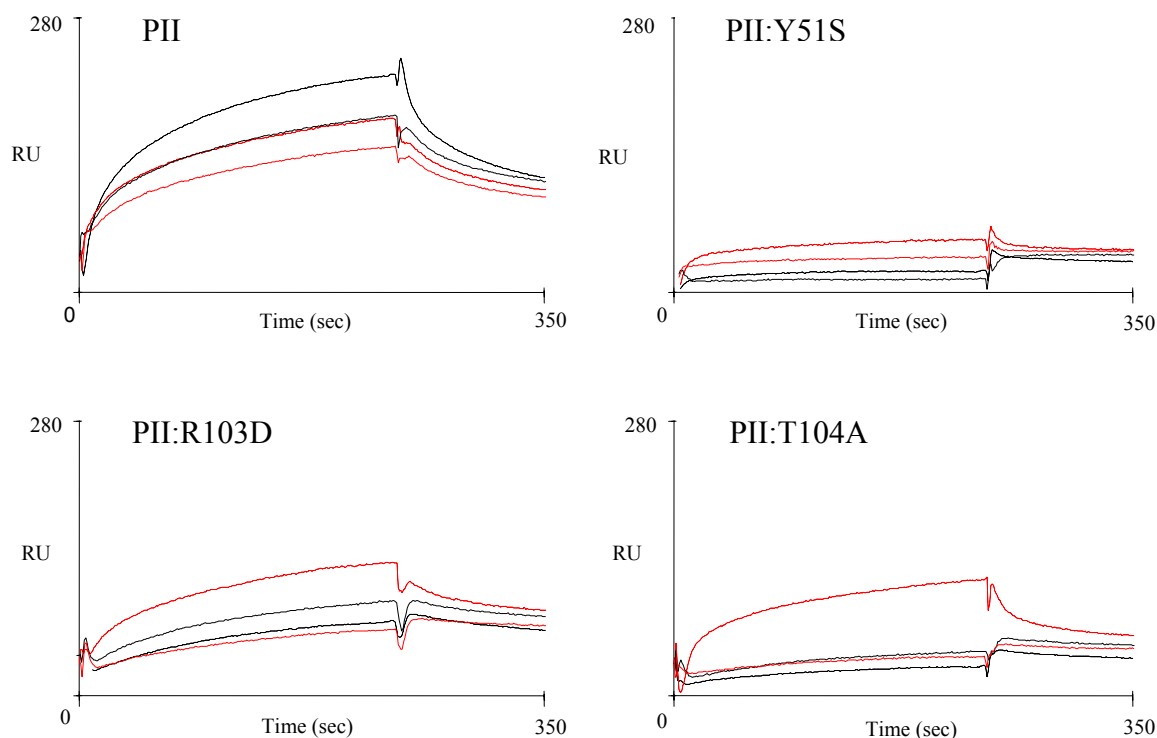 280
PII
RU
0
Time (sec)
350
280
PII:Y51S
RU
0
Time (sec)
350
280
PII:R103D
RU
0
Time (sec)
350
280
PII:T104A
RU
0
Time (sec)
350